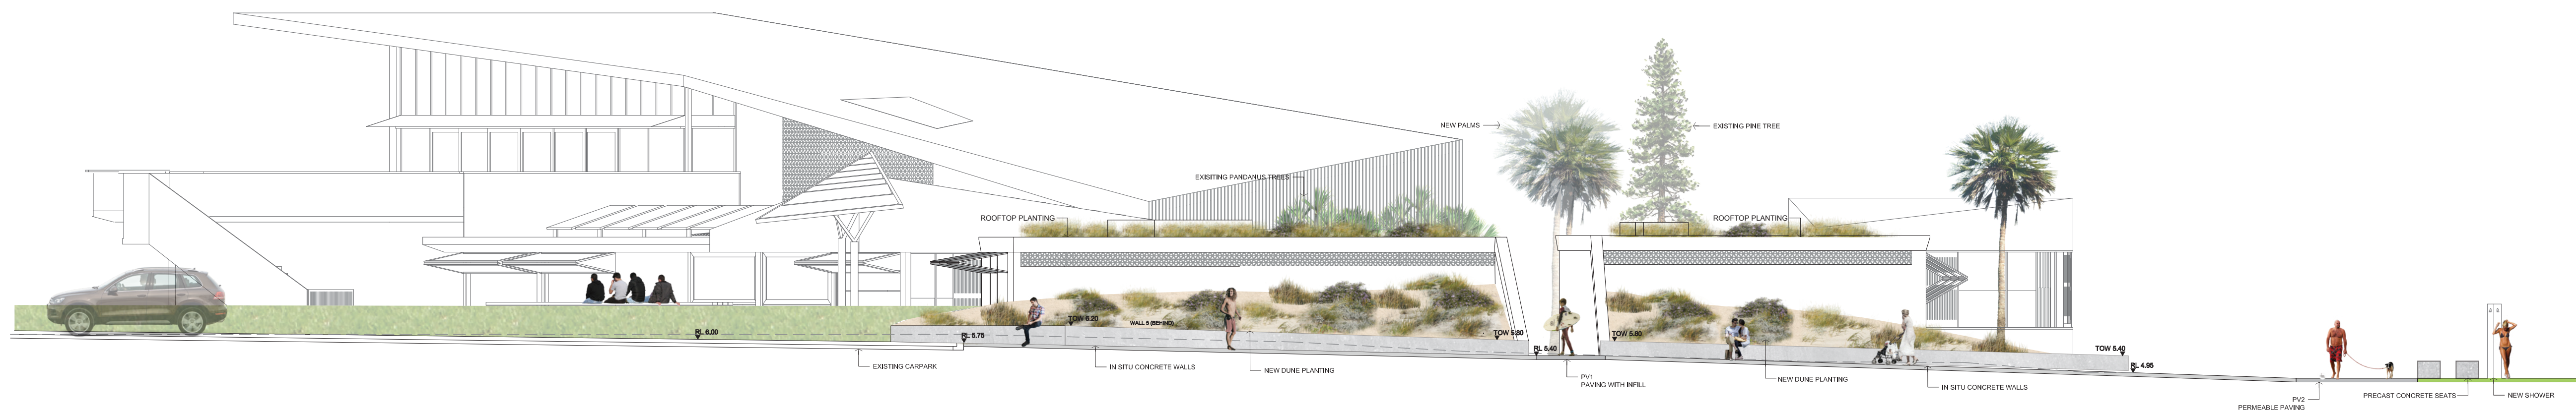 NEW PALMS
EXISTING PINE TREE
EXISITING PANDANUS TREES
ROOFTOP PLANTING
ROOFTOP PLANTING
RL 6.00
RL 5.75
TOW 6.20
WALL 5 (BEHIND)
TOW 5.80
RL 5.40
TOW 5.60
TOW 5.40
RL 4.95
EXISTING CARPARK
IN SITU CONCRETE WALLS
NEW DUNE PLANTING
PV1
PAVING WITH INFILL
NEW DUNE PLANTING
IN SITU CONCRETE WALLS
PV2
PERMEABLE PAVING
PRECAST CONCRETE SEATS
NEW SHOWER